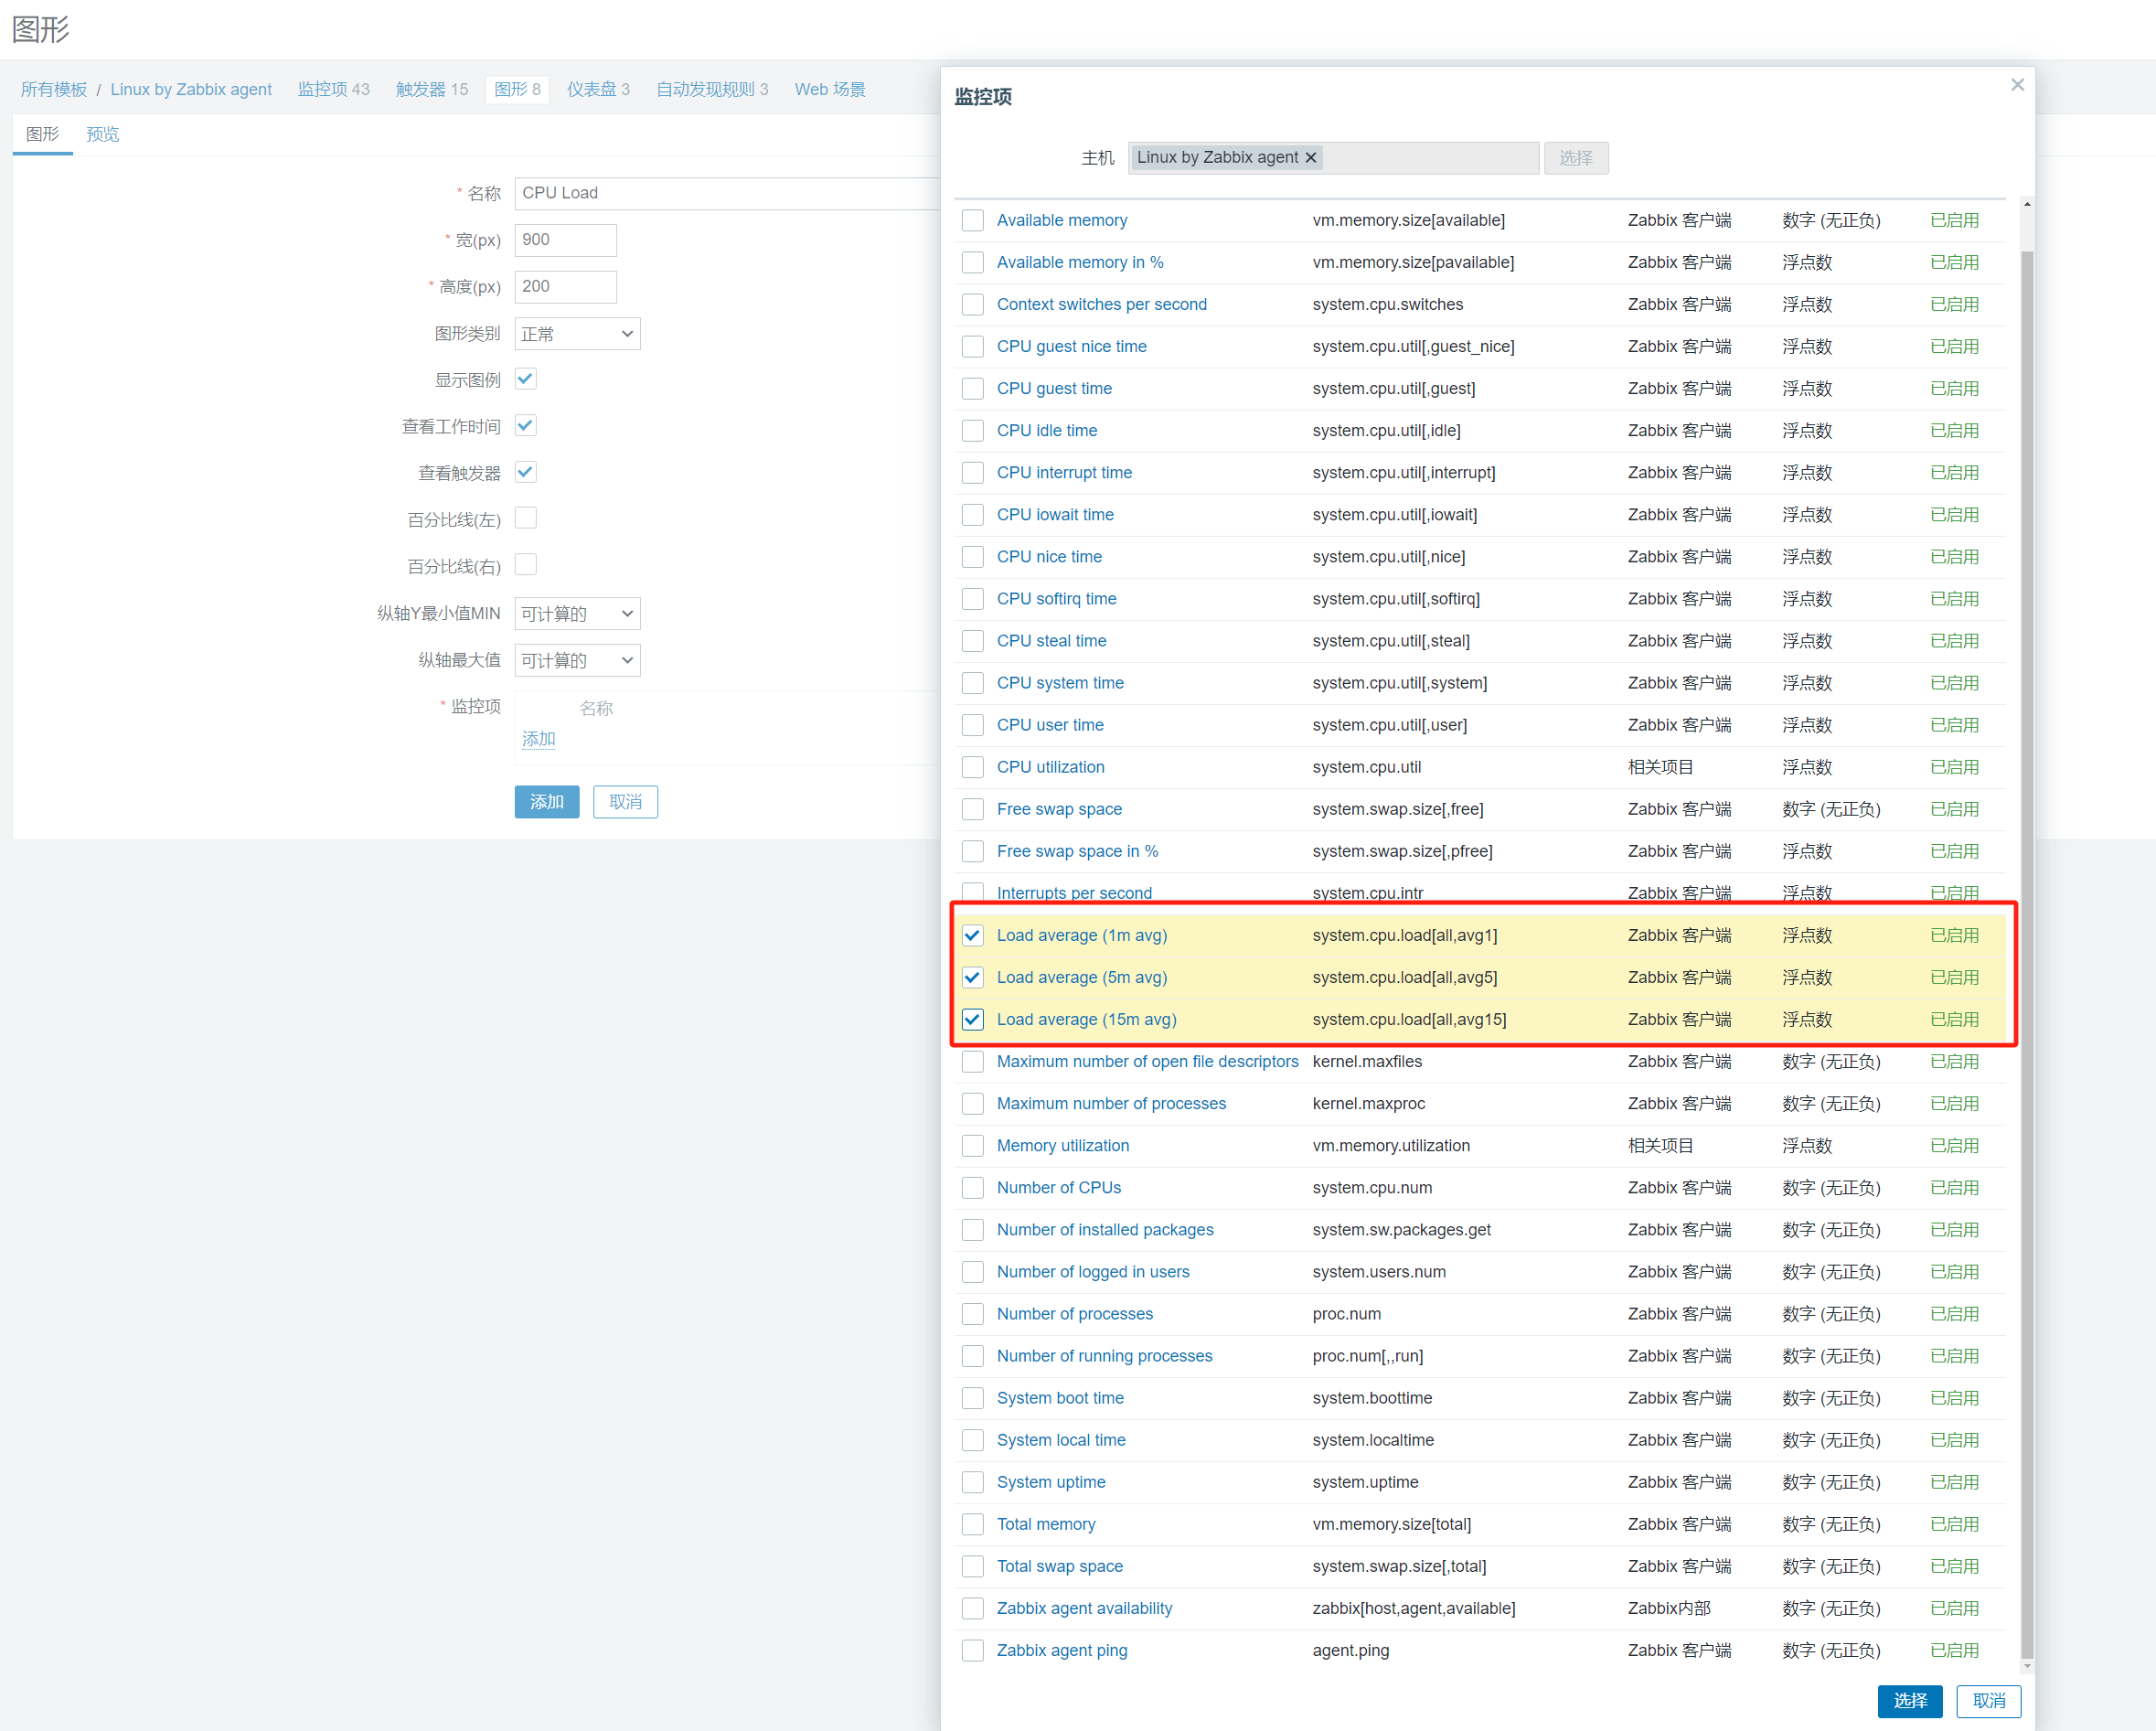 图形
所有模板 / Linux by Zabbix agent 监控项 43 触发器 15 图形 8 仪表盘 3 自动发现规则 3 Web 场景
图形 预览
* 名称 CPU Load
* 宽(px) 900
* 高度(px) 200
图形类别 正常
显示图例
查看工作时间
查看触发器
百分比线(左)
百分比线(右)
纵轴Y最小值MIN 可计算的
纵轴最大值 可计算的
* 监控项 名称
添加
添加 取消
监控项
主机 Linux by Zabbix agent 选择
Available memory vm.memory.size[available] Zabbix 客户端 数字 (无正负) 已启用
Available memory in % vm.memory.size[pavailable] Zabbix 客户端 浮点数 已启用
Context switches per second system.cpu.switches Zabbix 客户端 浮点数 已启用
CPU guest nice time system.cpu.util[,guest_nice] Zabbix 客户端 浮点数 已启用
CPU guest time system.cpu.util[,guest] Zabbix 客户端 浮点数 已启用
CPU idle time system.cpu.util[,idle] Zabbix 客户端 浮点数 已启用
CPU interrupt time system.cpu.util[,interrupt] Zabbix 客户端 浮点数 已启用
CPU iowait time system.cpu.util[,iowait] Zabbix 客户端 浮点数 已启用
CPU nice time system.cpu.util[,nice] Zabbix 客户端 浮点数 已启用
CPU softirq time system.cpu.util[,softirq] Zabbix 客户端 浮点数 已启用
CPU steal time system.cpu.util[,steal] Zabbix 客户端 浮点数 已启用
CPU system time system.cpu.util[,system] Zabbix 客户端 浮点数 已启用
CPU user time system.cpu.util[,user] Zabbix 客户端 浮点数 已启用
CPU utilization system.cpu.util 相关项目 浮点数 已启用
Free swap space system.swap.size[,free] Zabbix 客户端 数字 (无正负) 已启用
Free swap space in % system.swap.size[,pfree] Zabbix 客户端 浮点数 已启用
Interrupts per second system.cpu.intr Zabbix 客户端 浮点数 已启用
Load average (1m avg) system.cpu.load[all,avg1] Zabbix 客户端 浮点数 已启用
Load average (5m avg) system.cpu.load[all,avg5] Zabbix 客户端 浮点数 已启用
Load average (15m avg) system.cpu.load[all,avg15] Zabbix 客户端 浮点数 已启用
Maximum number of open file descriptors kernel.maxfiles Zabbix 客户端 数字 (无正负) 已启用
Maximum number of processes kernel.maxproc Zabbix 客户端 数字 (无正负) 已启用
Memory utilization vm.memory.utilization 相关项目 浮点数 已启用
Number of CPUs system.cpu.num Zabbix 客户端 数字 (无正负) 已启用
Number of installed packages system.sw.packages.get Zabbix 客户端 数字 (无正负) 已启用
Number of logged in users system.users.num Zabbix 客户端 数字 (无正负) 已启用
Number of processes proc.num Zabbix 客户端 数字 (无正负) 已启用
Number of running processes proc.num[,,run] Zabbix 客户端 数字 (无正负) 已启用
System boot time system.boottime Zabbix 客户端 数字 (无正负) 已启用
System local time system.localtime Zabbix 客户端 数字 (无正负) 已启用
System uptime system.uptime Zabbix 客户端 数字 (无正负) 已启用
Total memory vm.memory.size[total] Zabbix 客户端 数字 (无正负) 已启用
Total swap space system.swap.size[,total] Zabbix 客户端 数字 (无正负) 已启用
Zabbix agent availability zabbix[host,agent,available] Zabbix内部 数字 (无正负) 已启用
Zabbix agent ping agent.ping Zabbix 客户端 数字 (无正负) 已启用
选择 取消